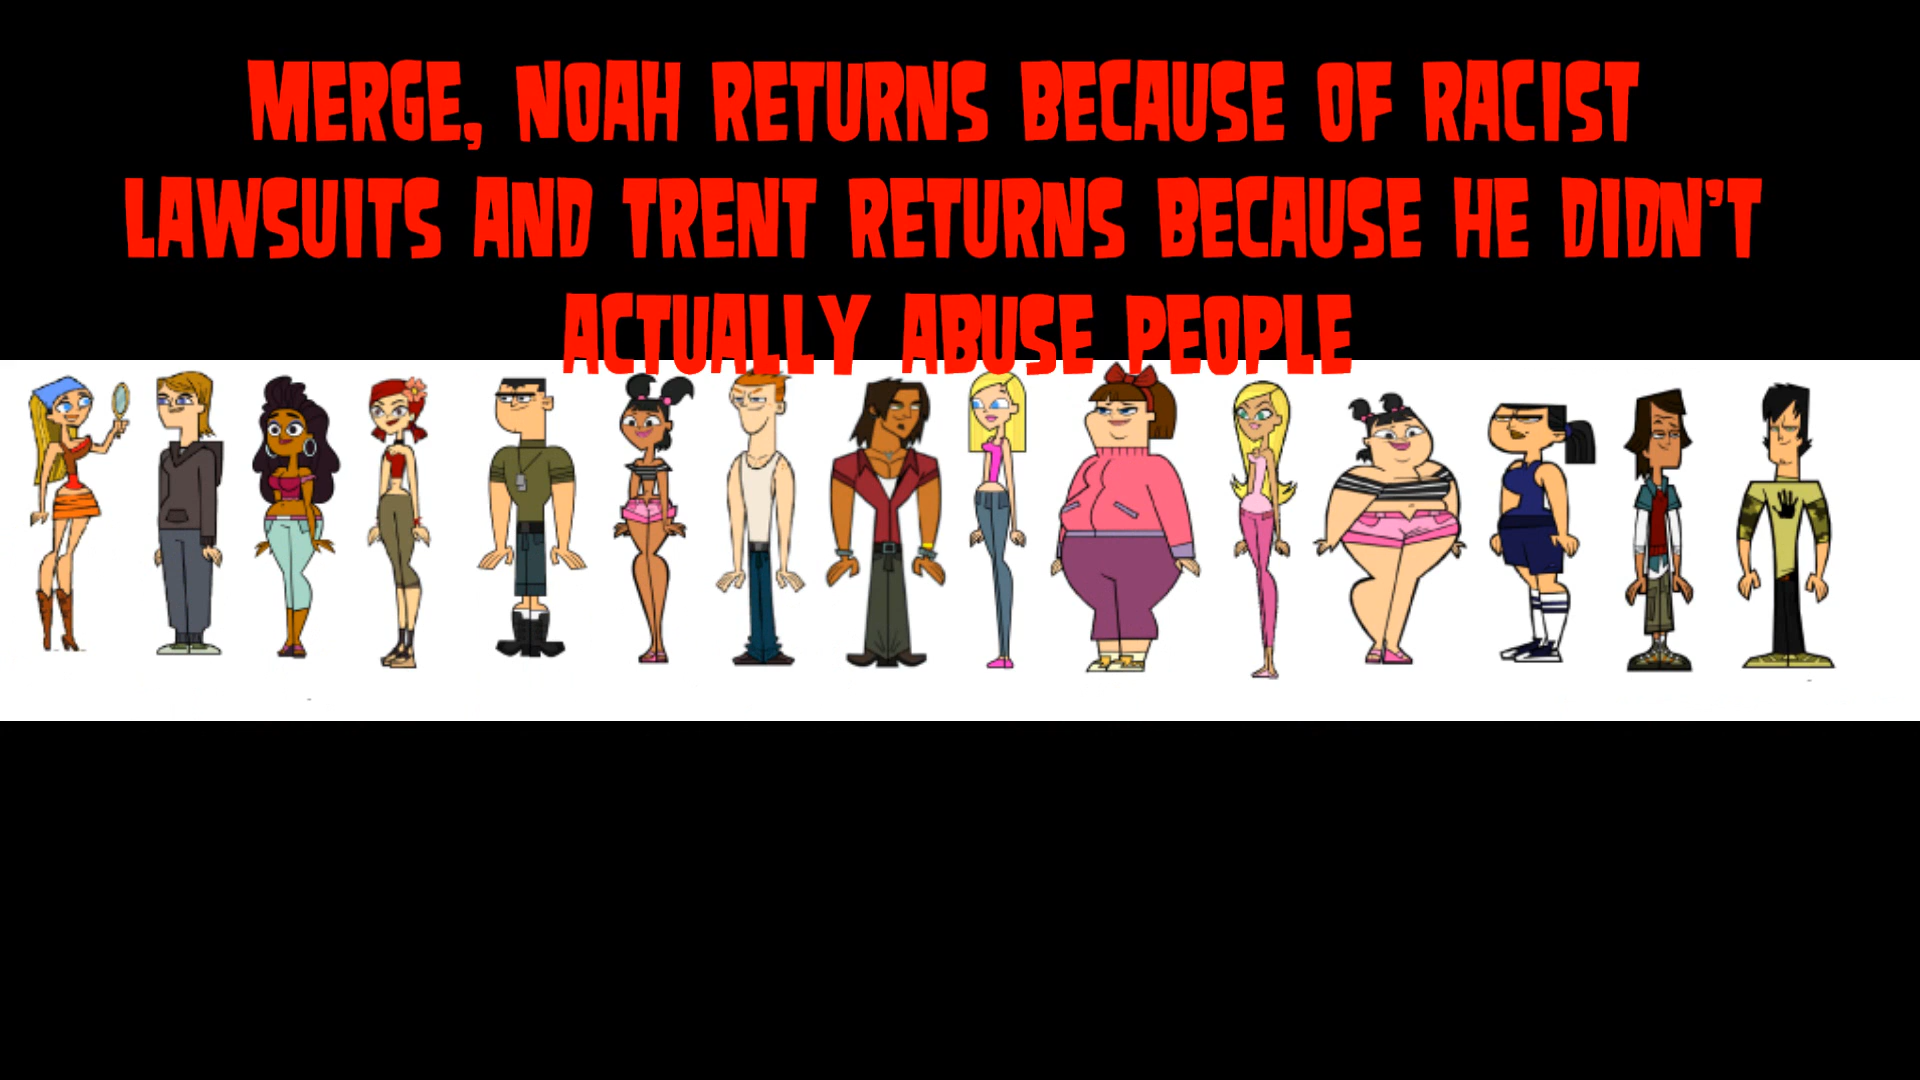 MERGE, NOAH RETURNS BECAUSE OF RACIST
LAWSUITS AND TRENT RETURNS BECAUSE HE DIDN'T
ACTUALLY ABUSE PEOPLE